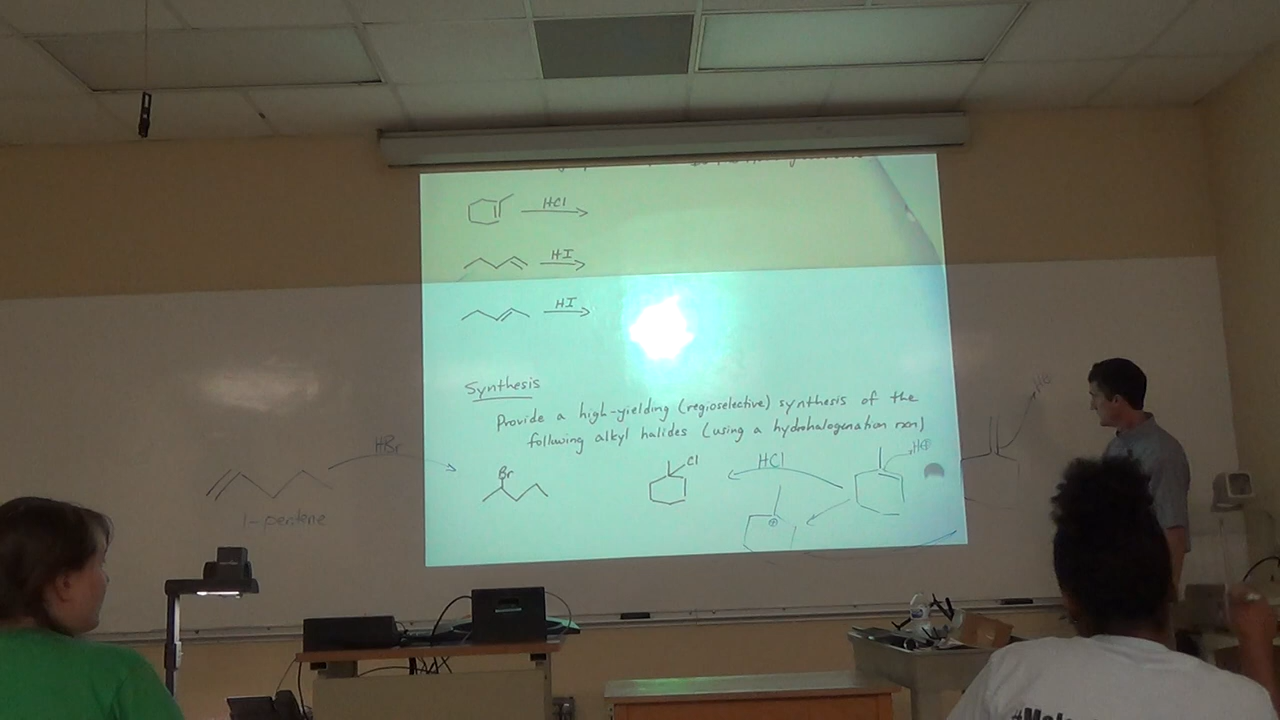 HCl
HI
HI
Synthesis
Provide a high-yielding (regioselective) synthesis of the
following alkyl halides (using a hydrohalogenation rxn)
HBr
1-pentene
Br
Cl
HCl
H⊕
⊕